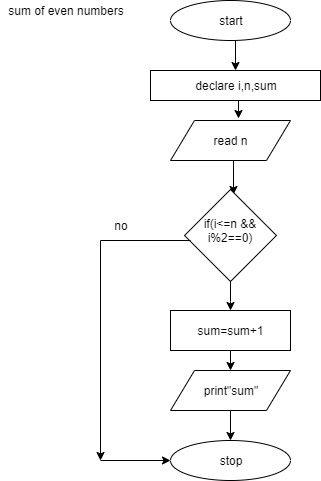 sum of even numbers
start
declare i,n,sum
read n
if(i<=n &&
i%2==0)
no
sum=sum+1
print"sum"
stop